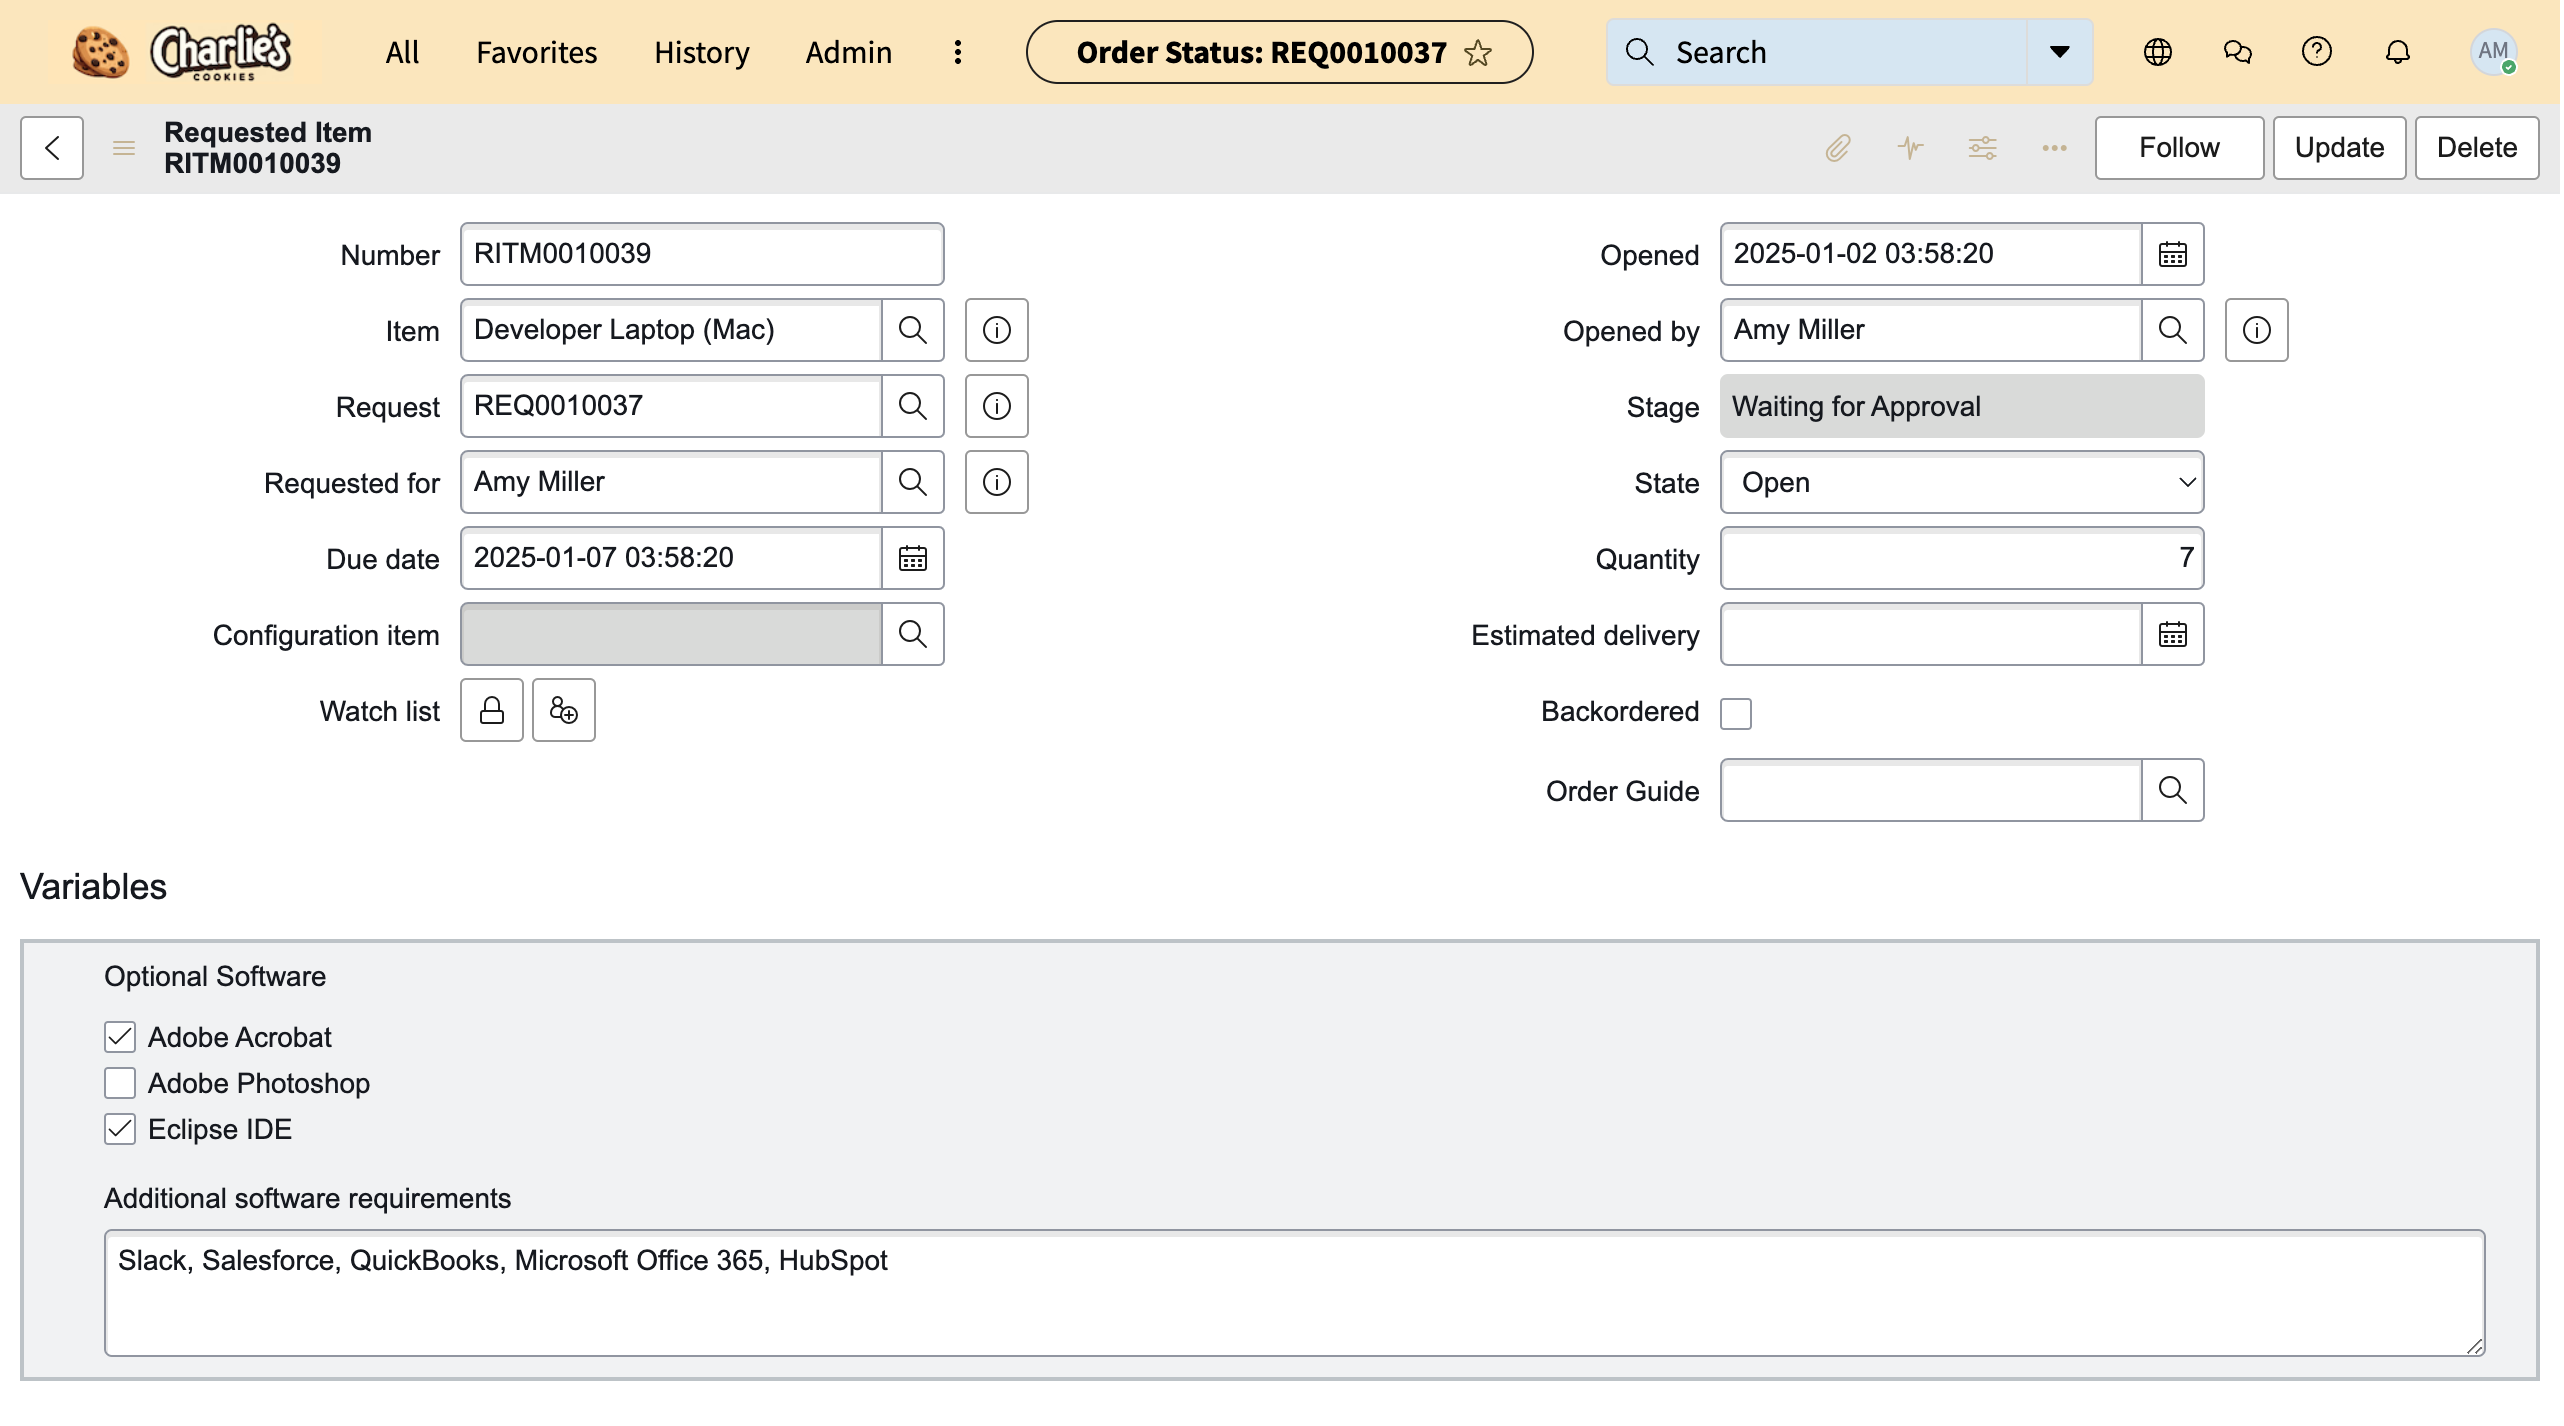 Charlie's COOKIES All Favorites History Admin Order Status: REQ0010037 Search AM
Requested Item
RITM0010039
Follow Update Delete
Number RITM0010039 Opened 2025-01-02 03:58:20
Item Developer Laptop (Mac) Opened by Amy Miller
Request REQ0010037 Stage Waiting for Approval
Requested for Amy Miller State Open
Due date 2025-01-07 03:58:20 Quantity 7
Configuration item Estimated delivery
Watch list Backordered
Order Guide
Variables
Optional Software
Adobe Acrobat
Adobe Photoshop
Eclipse IDE
Additional software requirements
Slack, Salesforce, QuickBooks, Microsoft Office 365, HubSpot